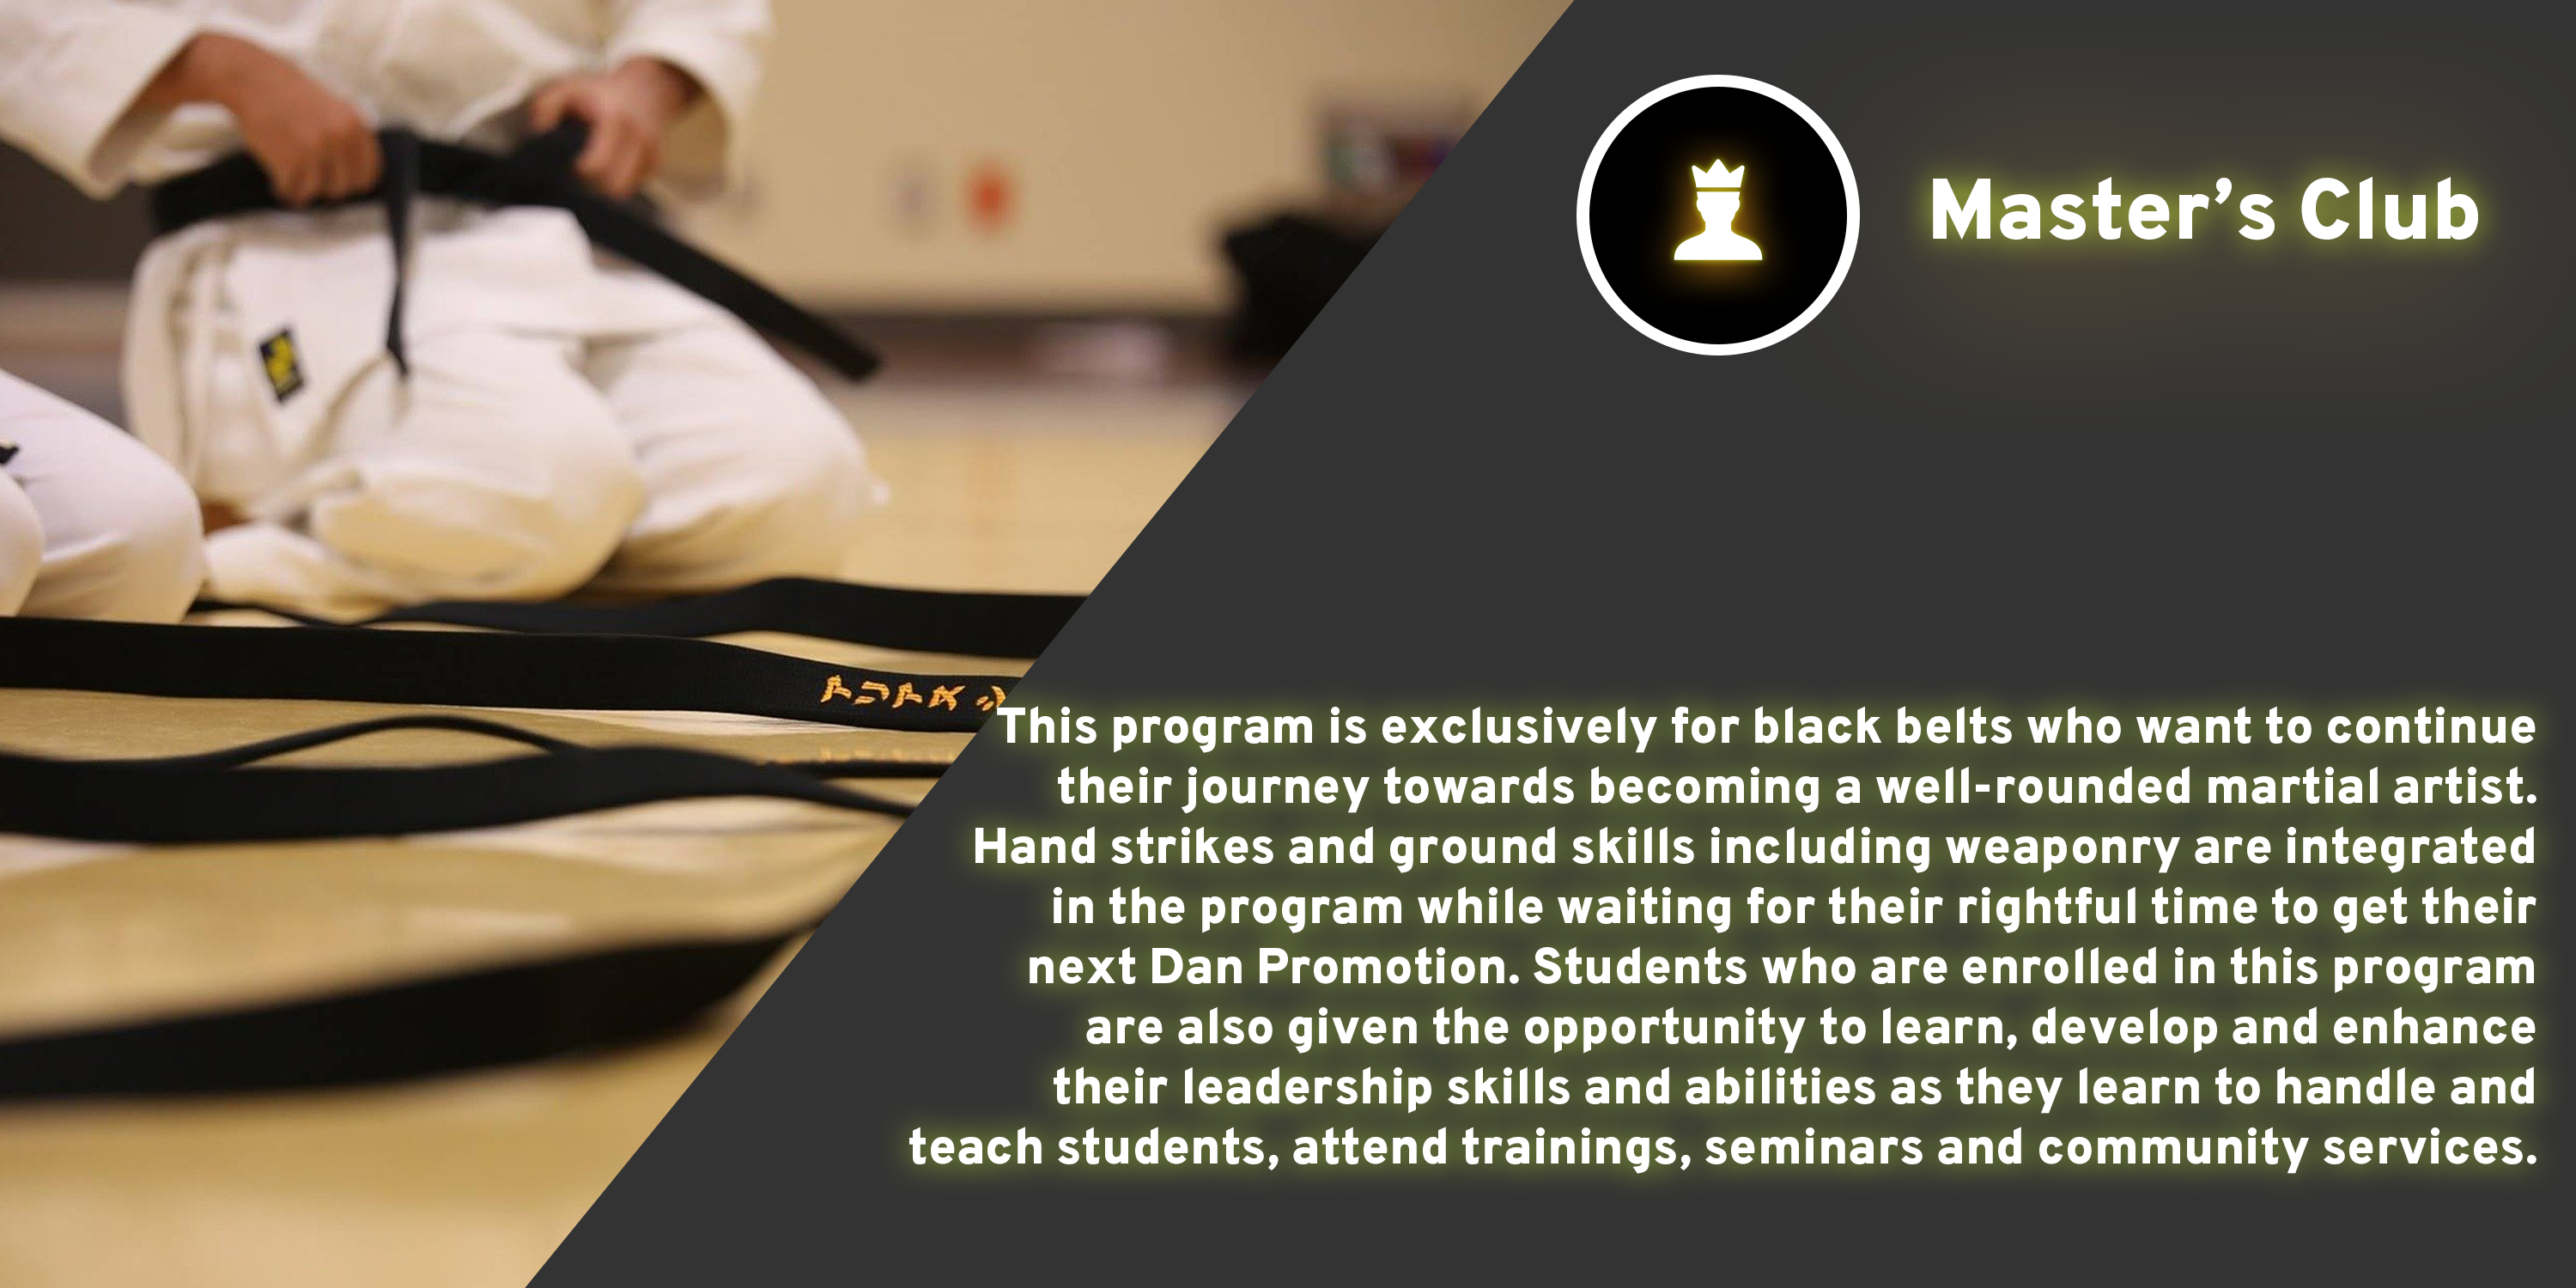 Master’s Club
This program is exclusively for black belts who want to continue
their journey towards becoming a well-rounded martial artist.
Hand strikes and ground skills including weaponry are integrated
in the program while waiting for their rightful time to get their
next Dan Promotion. Students who are enrolled in this program
are also given the opportunity to learn, develop and enhance
their leadership skills and abilities as they learn to handle and
teach students, attend trainings, seminars and community services.